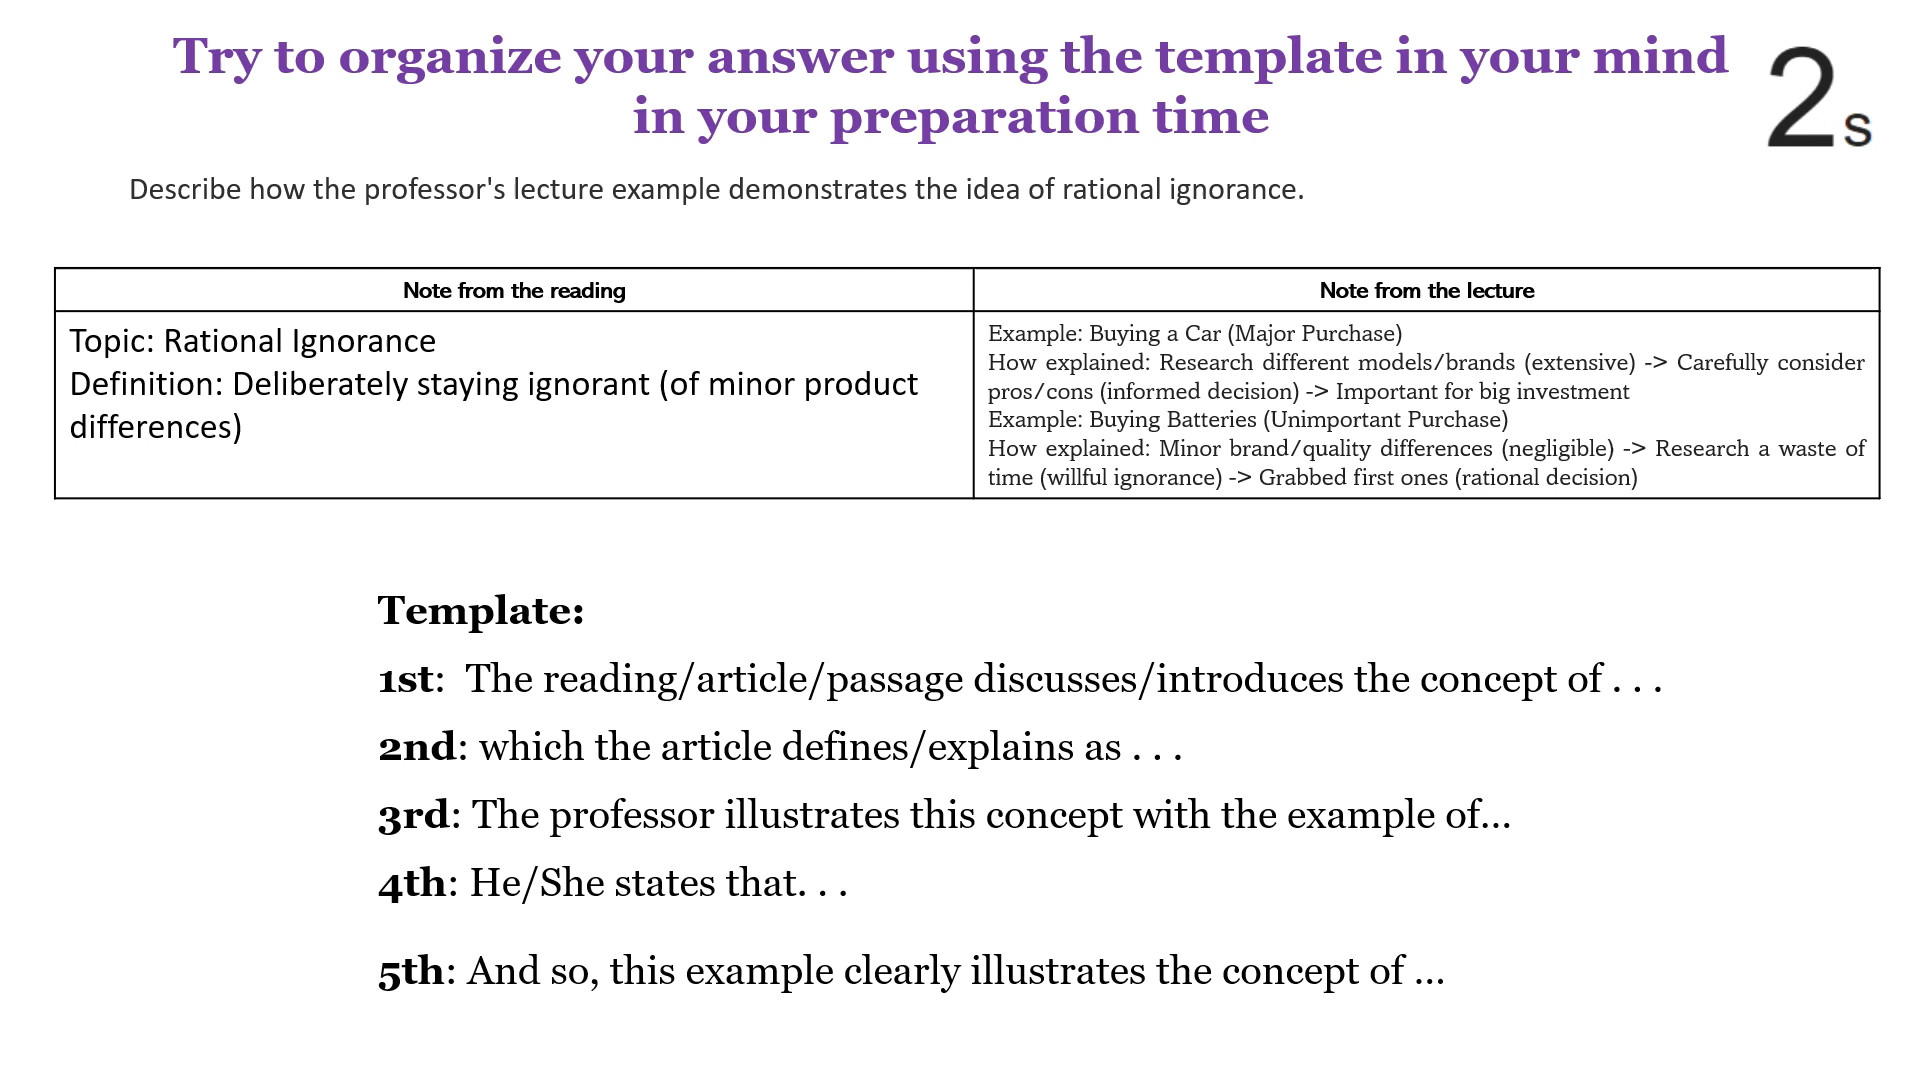 Try to organize your answer using the template in your mind
in your preparation time
2s
Describe how the professor's lecture example demonstrates the idea of rational ignorance.
Note from the reading
Topic: Rational Ignorance
Definition: Deliberately staying ignorant (of minor product
differences)
Note from the lecture
Example: Buying a Car (Major Purchase)
How explained: Research different models/brands (extensive) -> Carefully consider
pros/cons (informed decision) -> Important for big investment
Example: Buying Batteries (Unimportant Purchase)
How explained: Minor brand/quality differences (negligible) -> Research a waste of
time (willful ignorance) -> Grabbed first ones (rational decision)
Template:
1st: The reading/article/passage discusses/introduces the concept of . . .
2nd: which the article defines/explains as . . .
3rd: The professor illustrates this concept with the example of...
4th: He/She states that. . .
5th: And so, this example clearly illustrates the concept of ...